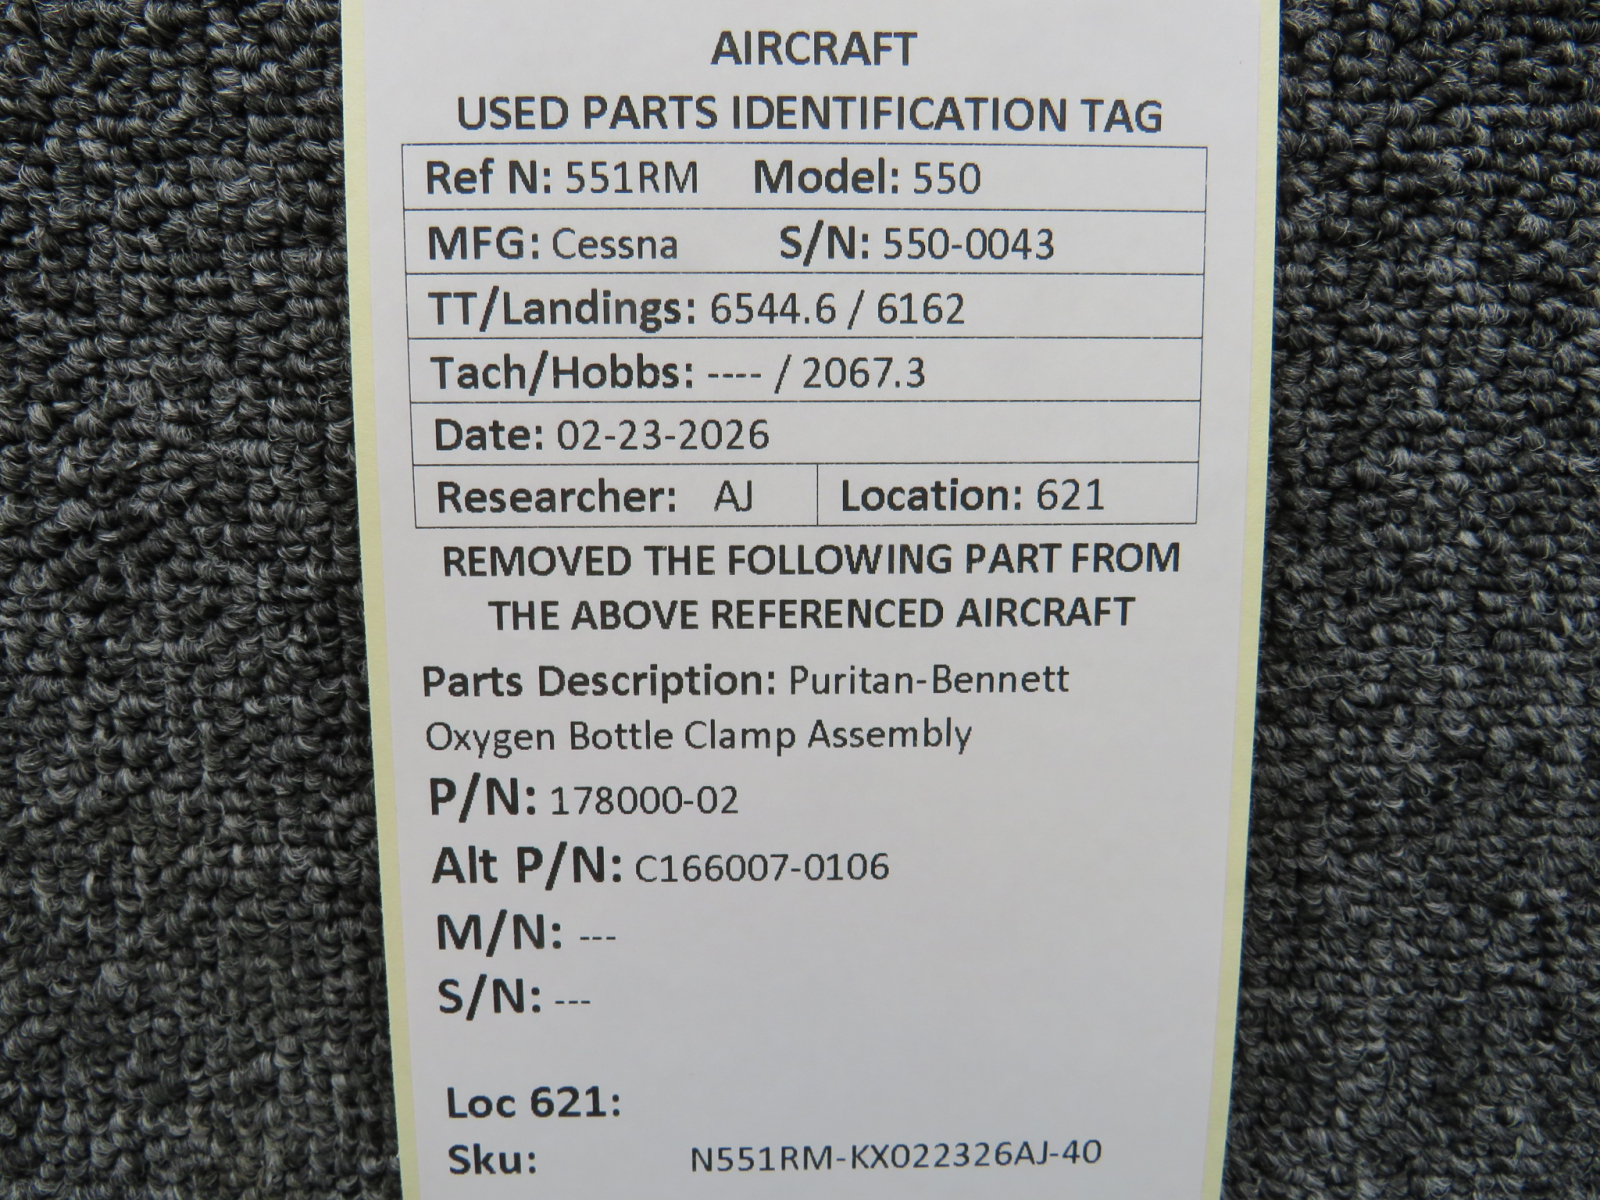 AIRCRAFT
USED PARTS IDENTIFICATION TAG
Ref N: 551RM Model: 550
MFG: Cessna S/N: 550-0043
TT/Landings: 6544.6 / 6162
Tach/Hobbs: ---- / 2067.3
Date: 02-23-2026
Researcher: AJ Location: 621
REMOVED THE FOLLOWING PART FROM
THE ABOVE REFERENCED AIRCRAFT
Parts Description: Puritan-Bennett
Oxygen Bottle Clamp Assembly
P/N: 178000-02
Alt P/N: C166007-0106
M/N: ---
S/N: ---
Loc 621:
Sku: N551RM-KX022326AJ-40